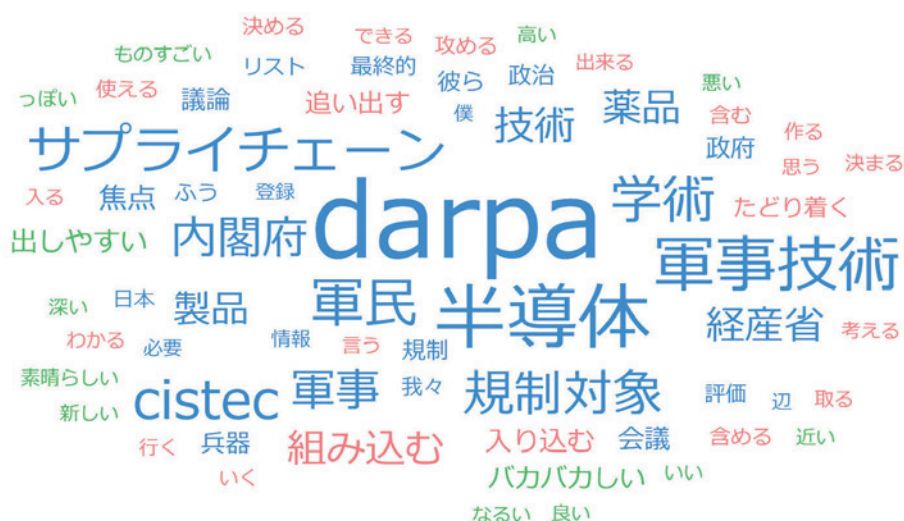 決める
できる
攻める
高い
ものすごい
リスト
最終的
彼ら
政治
出来る
っぽい
使える
議論
追い出す
僕
技術
薬品
悪い
含む
サプライチェーン
政府
作る
思う
決まる
入る
焦点
ふう
登録
darpa
学術
たどり着く
出しやすい
内閣府
軍事技術
深い
日本
製品
軍民
半導体
経産省
考える
わかる
必要
情報
言う
規制
素晴らしい
新しい
cistec
軍事
我々
規制対象
評価
辺
取る
行く
兵器
組み込む
入り込む
会議
含める
近い
いく
バカバカしい
いい
なるい
良い